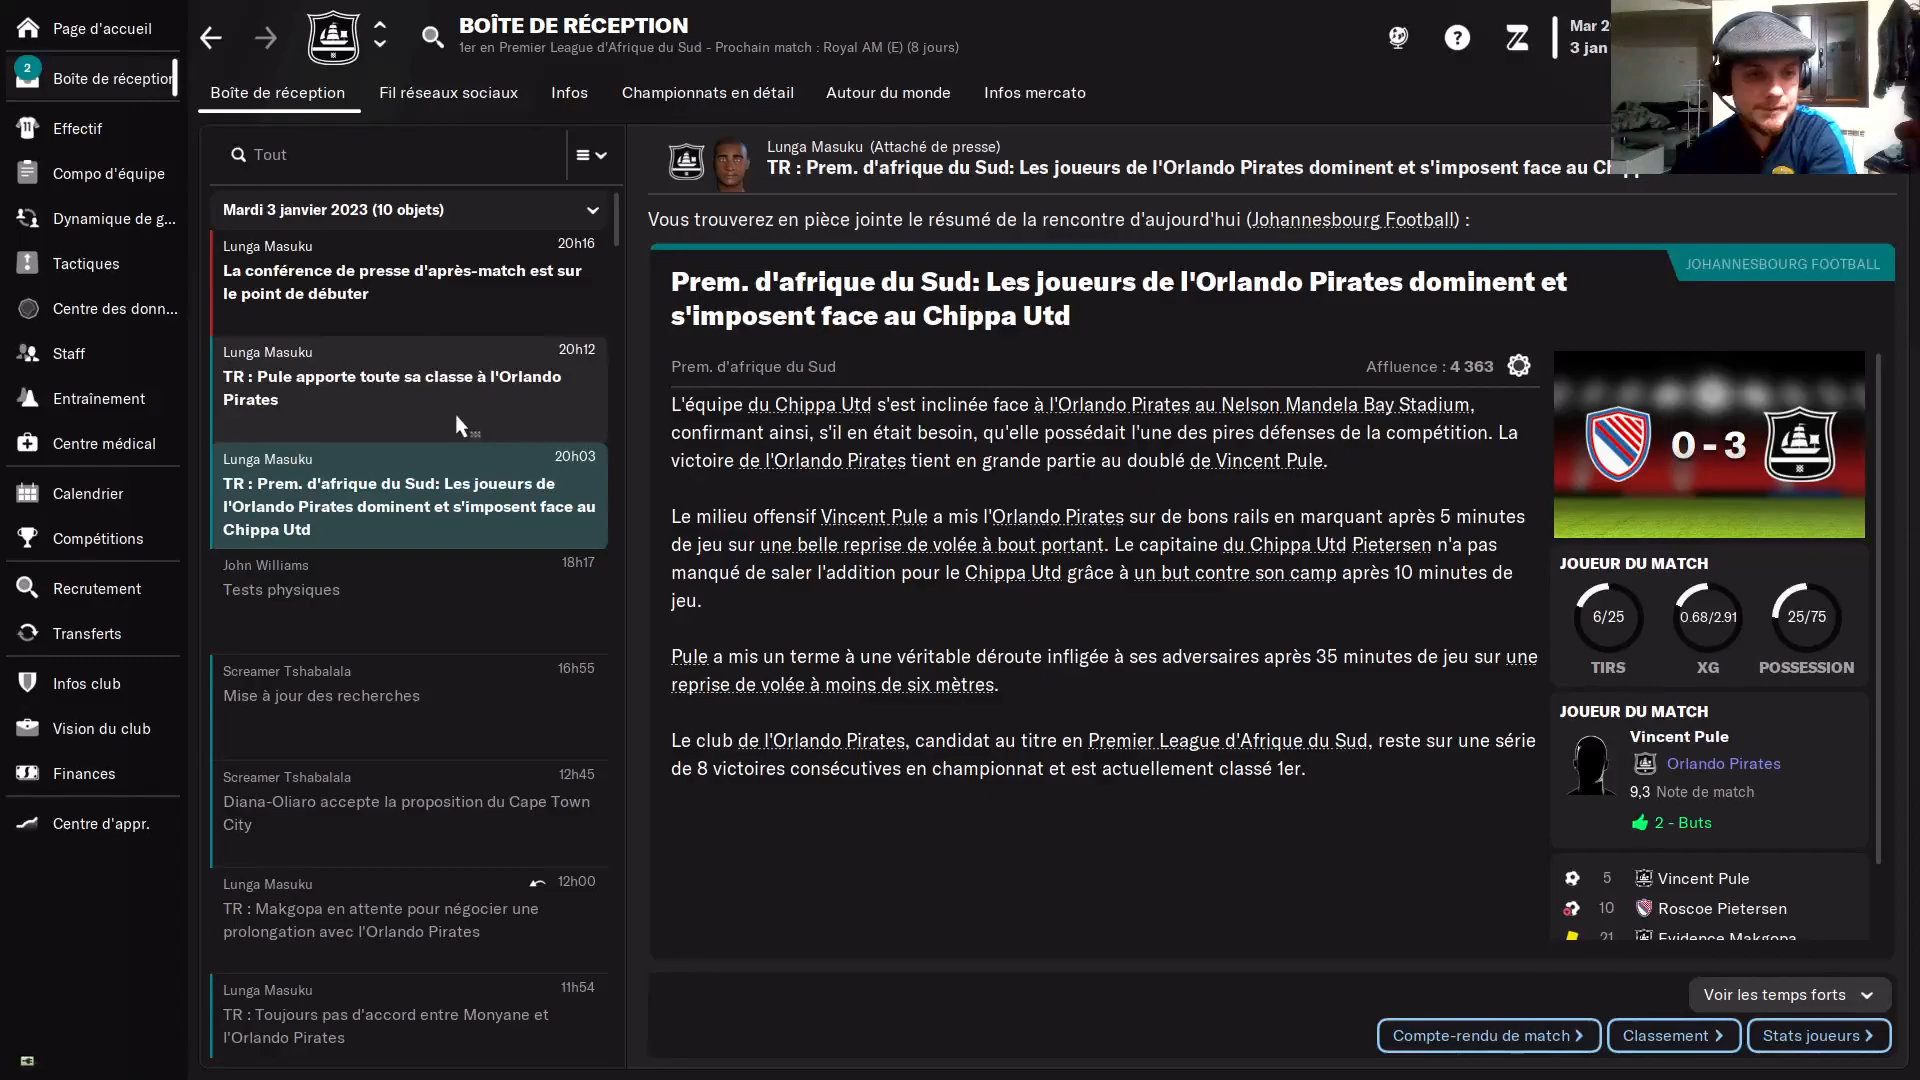 Page d'accueil
2
Boîte de réception
Effectif
Compo d'équipe
Dynamique de g...
Tactiques
Centre des donn...
Staff
Entraînement
Centre médical
Calendrier
Compétitions
Recrutement
Transferts
Infos club
Vision du club
Finances
Centre d'appr.
BOÎTE DE RÉCEPTION
1er en Premier League d'Afrique du Sud - Prochain match : Royal AM (E) (8 jours)
?
Mar 2
3 jan
Boîte de réception
Fil réseaux sociaux
Infos
Championnats en détail
Autour du monde
Infos mercato
Tout
Mardi 3 janvier 2023 (10 objets)
Lunga Masuku 20h16
La conférence de presse d'après-match est sur
le point de débuter
Lunga Masuku 20h12
TR : Pule apporte toute sa classe à l'Orlando
Pirates
Lunga Masuku 20h03
TR : Prem. d'afrique du Sud: Les joueurs de
l'Orlando Pirates dominent et s'imposent face au
Chippa Utd
John Williams 18h17
Tests physiques
Screamer Tshabalala 16h55
Mise à jour des recherches
Screamer Tshabalala 12h45
Diana-Oliaro accepte la proposition du Cape Town
City
Lunga Masuku 12h00
TR : Makgopa en attente pour négocier une
prolongation avec l'Orlando Pirates
Lunga Masuku 11h54
TR : Toujours pas d'accord entre Monyane et
l'Orlando Pirates
Lunga Masuku (Attaché de presse)
TR : Prem. d'afrique du Sud: Les joueurs de l'Orlando Pirates dominent et s'imposent face au
Vous trouverez en pièce jointe le résumé de la rencontre d'aujourd'hui (Johannesbourg Football) :
JOHANNESBOURG FOOTBALL
Prem. d'afrique du Sud: Les joueurs de l'Orlando Pirates dominent et
s'imposent face au Chippa Utd
Prem. d'afrique du Sud
Affluence : 4 363
L'équipe du Chippa Utd s'est inclinée face à l'Orlando Pirates au Nelson Mandela Bay Stadium,
confirmant ainsi, s'il en était besoin, qu'elle possédait l'une des pires défenses de la compétition. La
victoire de l'Orlando Pirates tient en grande partie au doublé de Vincent Pule.
Le milieu offensif Vincent Pule a mis l'Orlando Pirates sur de bons rails en marquant après 5 minutes
de jeu sur une belle reprise de volée à bout portant. Le capitaine du Chippa Utd Pietersen n'a pas
manqué de saler l'addition pour le Chippa Utd grâce à un but contre son camp après 10 minutes de
jeu.
Pule a mis un terme à une véritable déroute infligée à ses adversaires après 35 minutes de jeu sur une
reprise de volée à moins de six mètres.
Le club de l'Orlando Pirates, candidat au titre en Premier League d'Afrique du Sud, reste sur une série
de 8 victoires consécutives en championnat et est actuellement classé 1er.
0 - 3
JOUEUR DU MATCH
6/25
0.68/2.91
25/75
TIRS
XG
POSSESSION
JOUEUR DU MATCH
Vincent Pule
Orlando Pirates
9,3 Note de match
2 - Buts
5 Vincent Pule
10 Roscoe Pietersen
21 Evidence Makgopa
Voir les temps forts
Compte-rendu de match
Classement
Stats joueurs